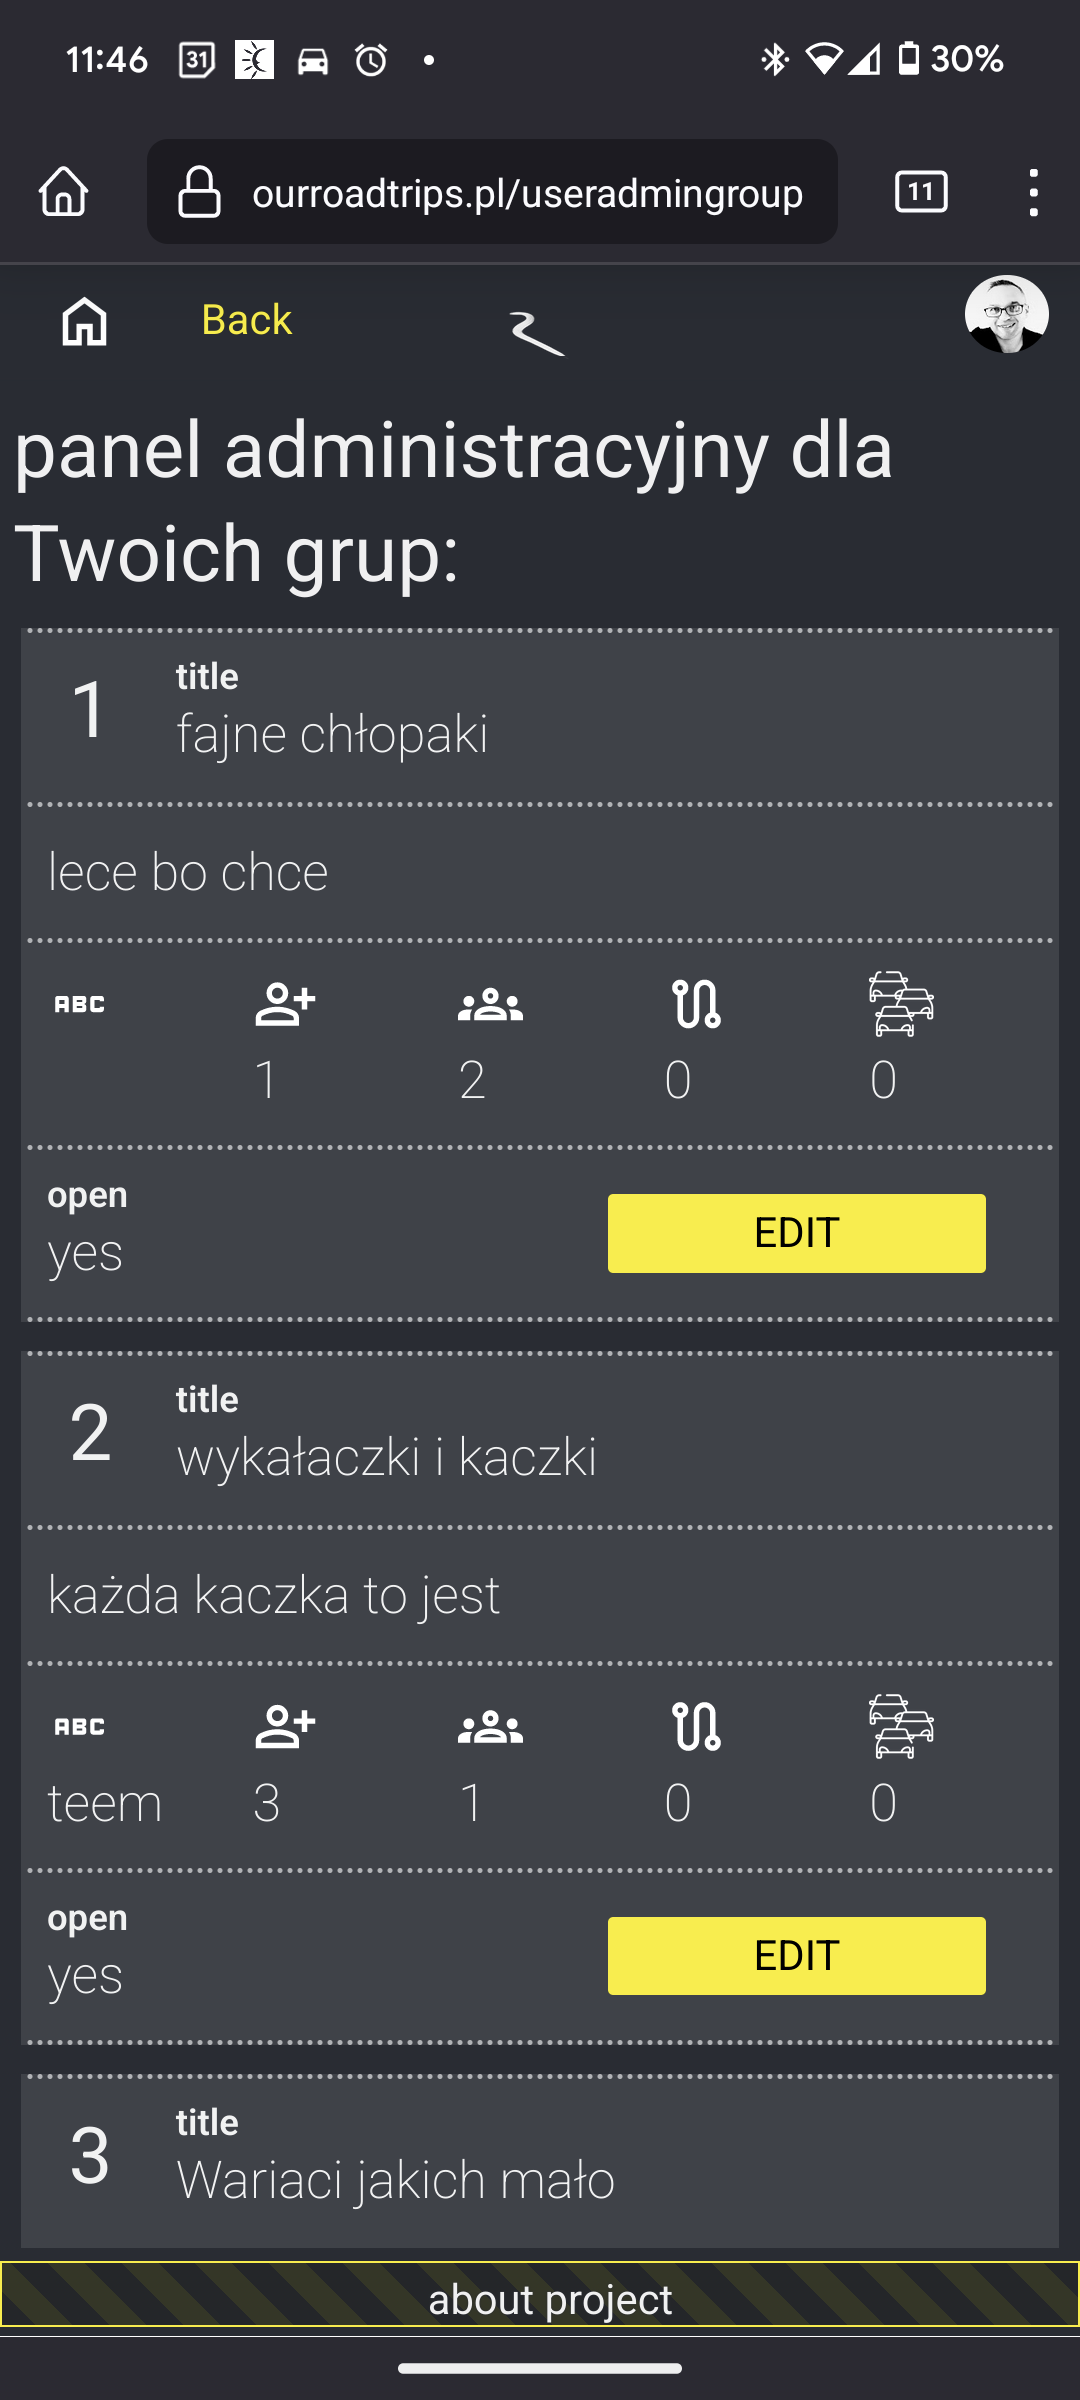 11:46 31 30%
ourroadtrips.pl/useradmingroup 11
Back
panel administracyjny dla
Twoich grup:
1
title
fajne chłopaki
lece bo chce
ABC
1 2 0 0
open
yes
EDIT
2
title
wykałaczki i kaczki
każda kaczka to jest
ABC
teem 3 1 0 0
open
yes
EDIT
3
title
Wariaci jakich mało
about project